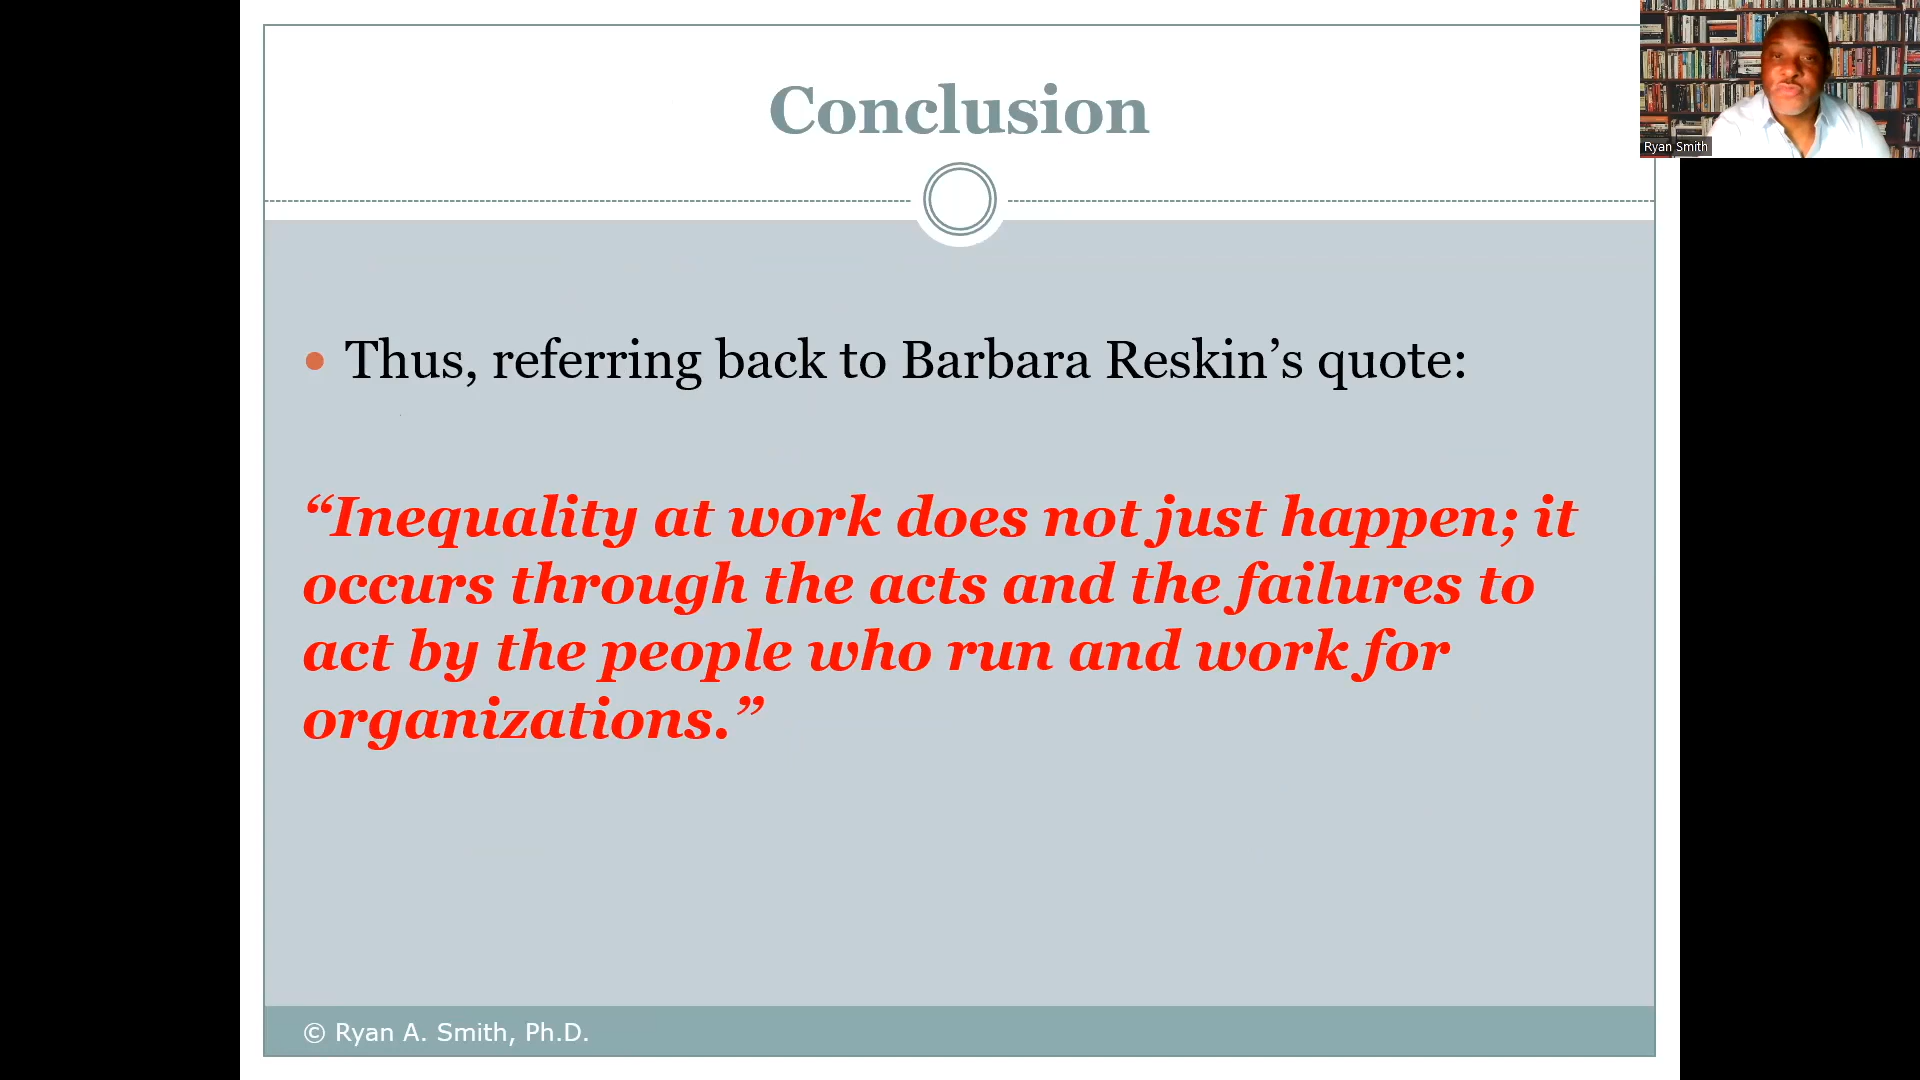 Conclusion
Ryan Smith
• Thus, referring back to Barbara Reskin’s quote:
“Inequality at work does not just happen; it
occurs through the acts and the failures to
act by the people who run and work for
organizations.”
© Ryan A. Smith, Ph.D.